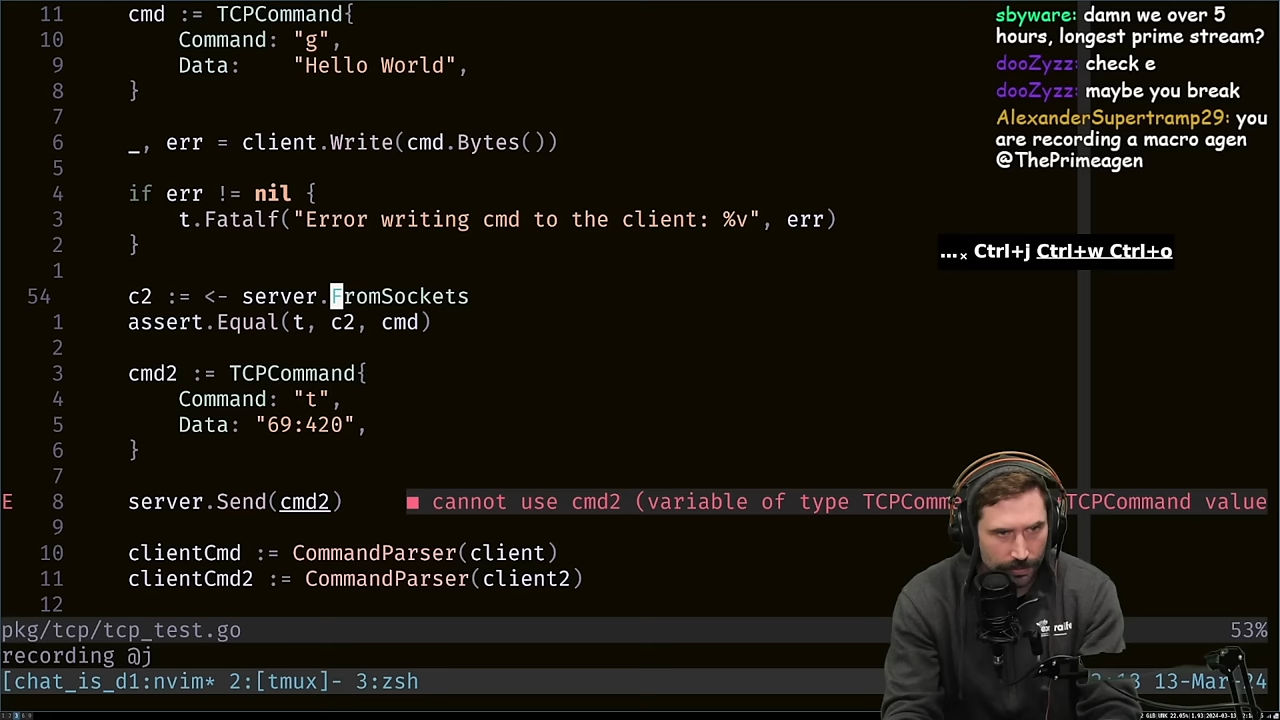 11 cmd := TCPCommand{
10 Command: "g",
9 Data: "Hello World",
8 }
7
6 _, err = client.Write(cmd.Bytes())
5
4 if err != nil {
3 t.Fatalf("Error writing cmd to the client: %v", err)
2 }
1
54 c2 := <- server.FromSockets
1 assert.Equal(t, c2, cmd)
2
3 cmd2 := TCPCommand{
4 Command: "t",
5 Data: "69:420",
6 }
7
E 8 server.Send(cmd2) ■ cannot use cmd2 (variable of type TCPComm TCPCommand value
9
10 clientCmd := CommandParser(client)
11 clientCmd2 := CommandParser(client2)
12
pkg/tcp/tcp_test.go 53%
recording @j
[chat_is_d1:nvim* 2:[tmux]- 3:zsh 13-Mar-24
sbyware: damn we over 5
hours, longest prime stream?
dooZyzz: check e
dooZyzz: maybe you break
AlexanderSupertramp29: you
are recording a macro agen
@ThePrimeagen
…× Ctrl+j Ctrl+w Ctrl+o